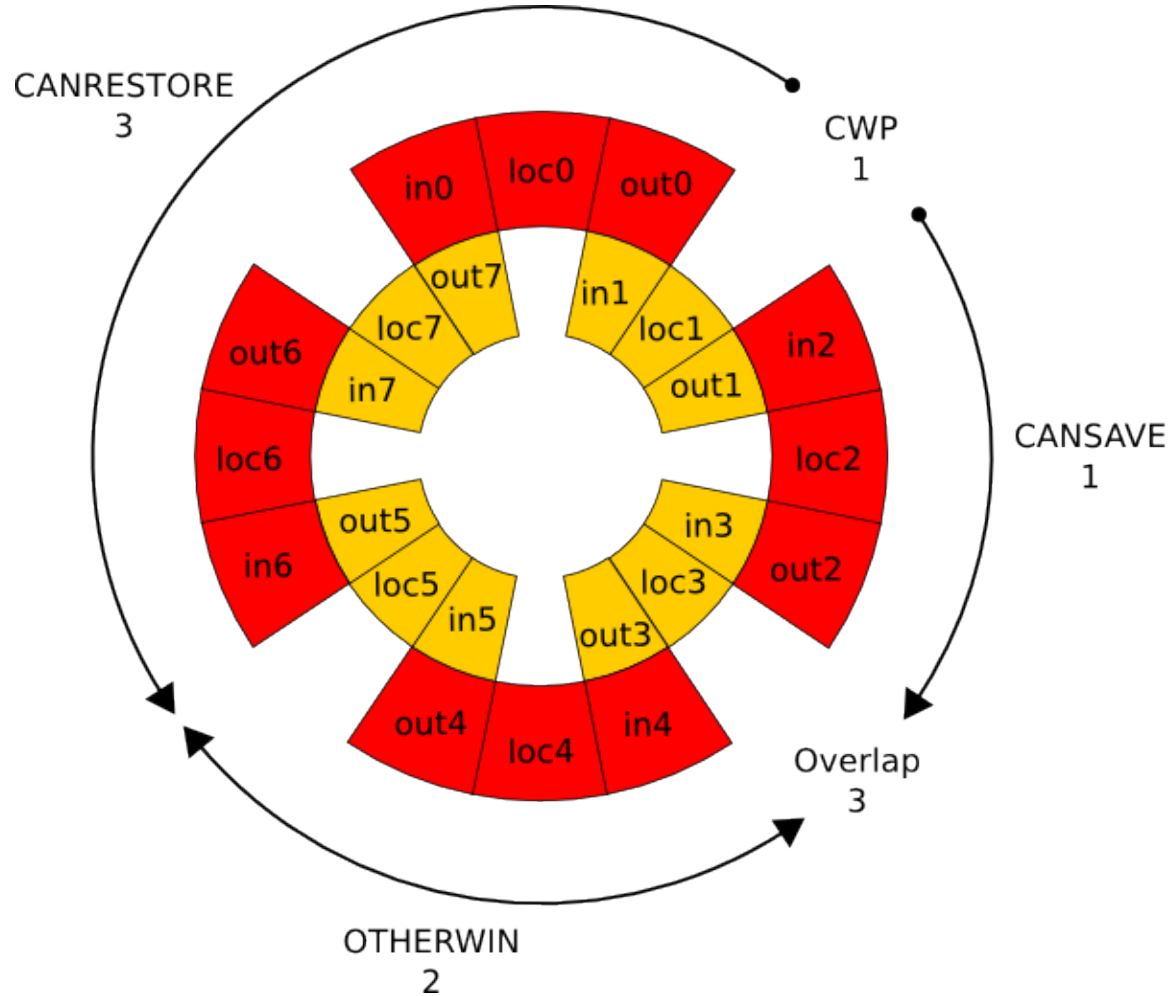 CANRESTORE
3
CWP
1
in0
loc0
out0
out7
in1
loc7
loc1
in7
out1
out6
in2
loc6
loc2
in6
out2
CANSAVE
1
out5
in3
loc5
loc3
in5
out3
out4
loc4
in4
Overlap
3
OTHERWIN
2